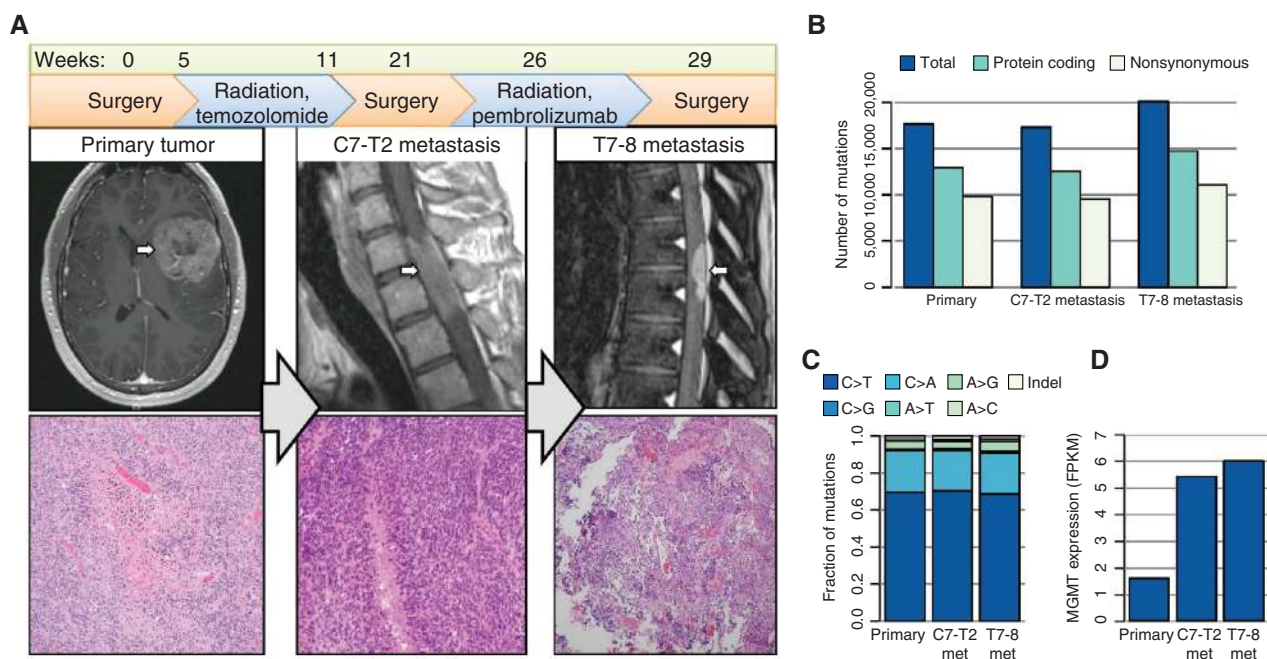 A
Weeks: 0 5 11 21 26 29
Surgery
Radiation,
temozolomide
Surgery
Radiation,
pembrolizumab
Surgery
Primary tumor
C7-T2 metastasis
T7-8 metastasis
B
Total Protein coding Nonsynonymous
Number of mutations
20,000
15,000
10,000
5,000
0
Primary C7-T2 metastasis T7-8 metastasis
C
C>T C>A A>G Indel
C>G A>T A>C
Fraction of mutations
1.0
0.8
0.6
0.4
0.2
0.0
Primary C7-T2 T7-8
met met
D
MGMT expression (FPKM)
7
6
5
4
3
2
1
0
Primary C7-T2 T7-8
met met